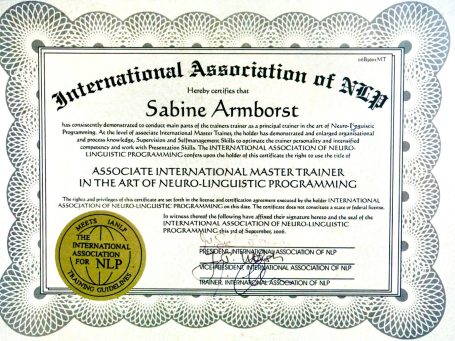 International Association of NLP
Hereby certifies that
Sabine Armborst
has consistently demonstrated to conduct main parts of the trainers trainer as a principal trainer in the art of Neuro-Linguistic
Programming. As the level of associate International Master Trainer, the holder has demonstrated and enlarged organisational
and process knowledge, Supervision and Selfmanagement Skills to optimize the trainer personality and intensified
competency and work with Presentation Skills. The INTERNATIONAL ASSOCIATION OF NEURO-
LINGUISTIC PROGRAMMING confers upon the holder of this certificate the right to use the title of
ASSOCIATE INTERNATIONAL MASTER TRAINER
IN THE ART OF NEURO-LINGUISTIC PROGRAMMING
The rights and privileges of this certificate are set forth in the license and certification agreement executed by the holder INTERNATIONAL
ASSOCIATION OF NEURO-LINGUISTIC PROGRAMMING on this date. The certificate does not constitute a state or federal license.
In witness thereof the following have affixed their signature hereto and the seal of the
INTERNATIONAL ASSOCIATION OF NEURO-LINGUISTIC
PROGRAMMING this 3rd of September, 2006.
PRESIDENT, INTERNATIONAL ASSOCIATION OF NLP
VICE-PRESIDENT, INTERNATIONAL ASSOCIATION OF NLP
TRAINER, INTERNATIONAL ASSOCIATION OF NLP
MEETS IANLP
THE
INTERNATIONAL
ASSOCIATION
FOR NLP
TRAINING GUIDELINES